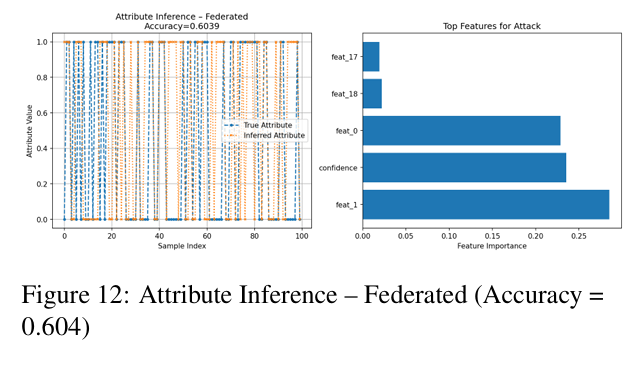 Attribute Inference – Federated
Accuracy=0.6039
Attribute Value
1.0
0.8
0.6
0.4
0.2
0.0
True Attribute
Inferred Attribute
0 20 40 60 80 100
Sample Index
Top Features for Attack
feat_17
feat_18
feat_0
confidence
feat_1
0.00 0.05 0.10 0.15 0.20 0.25
Feature Importance
Figure 12: Attribute Inference – Federated (Accuracy =
0.604)